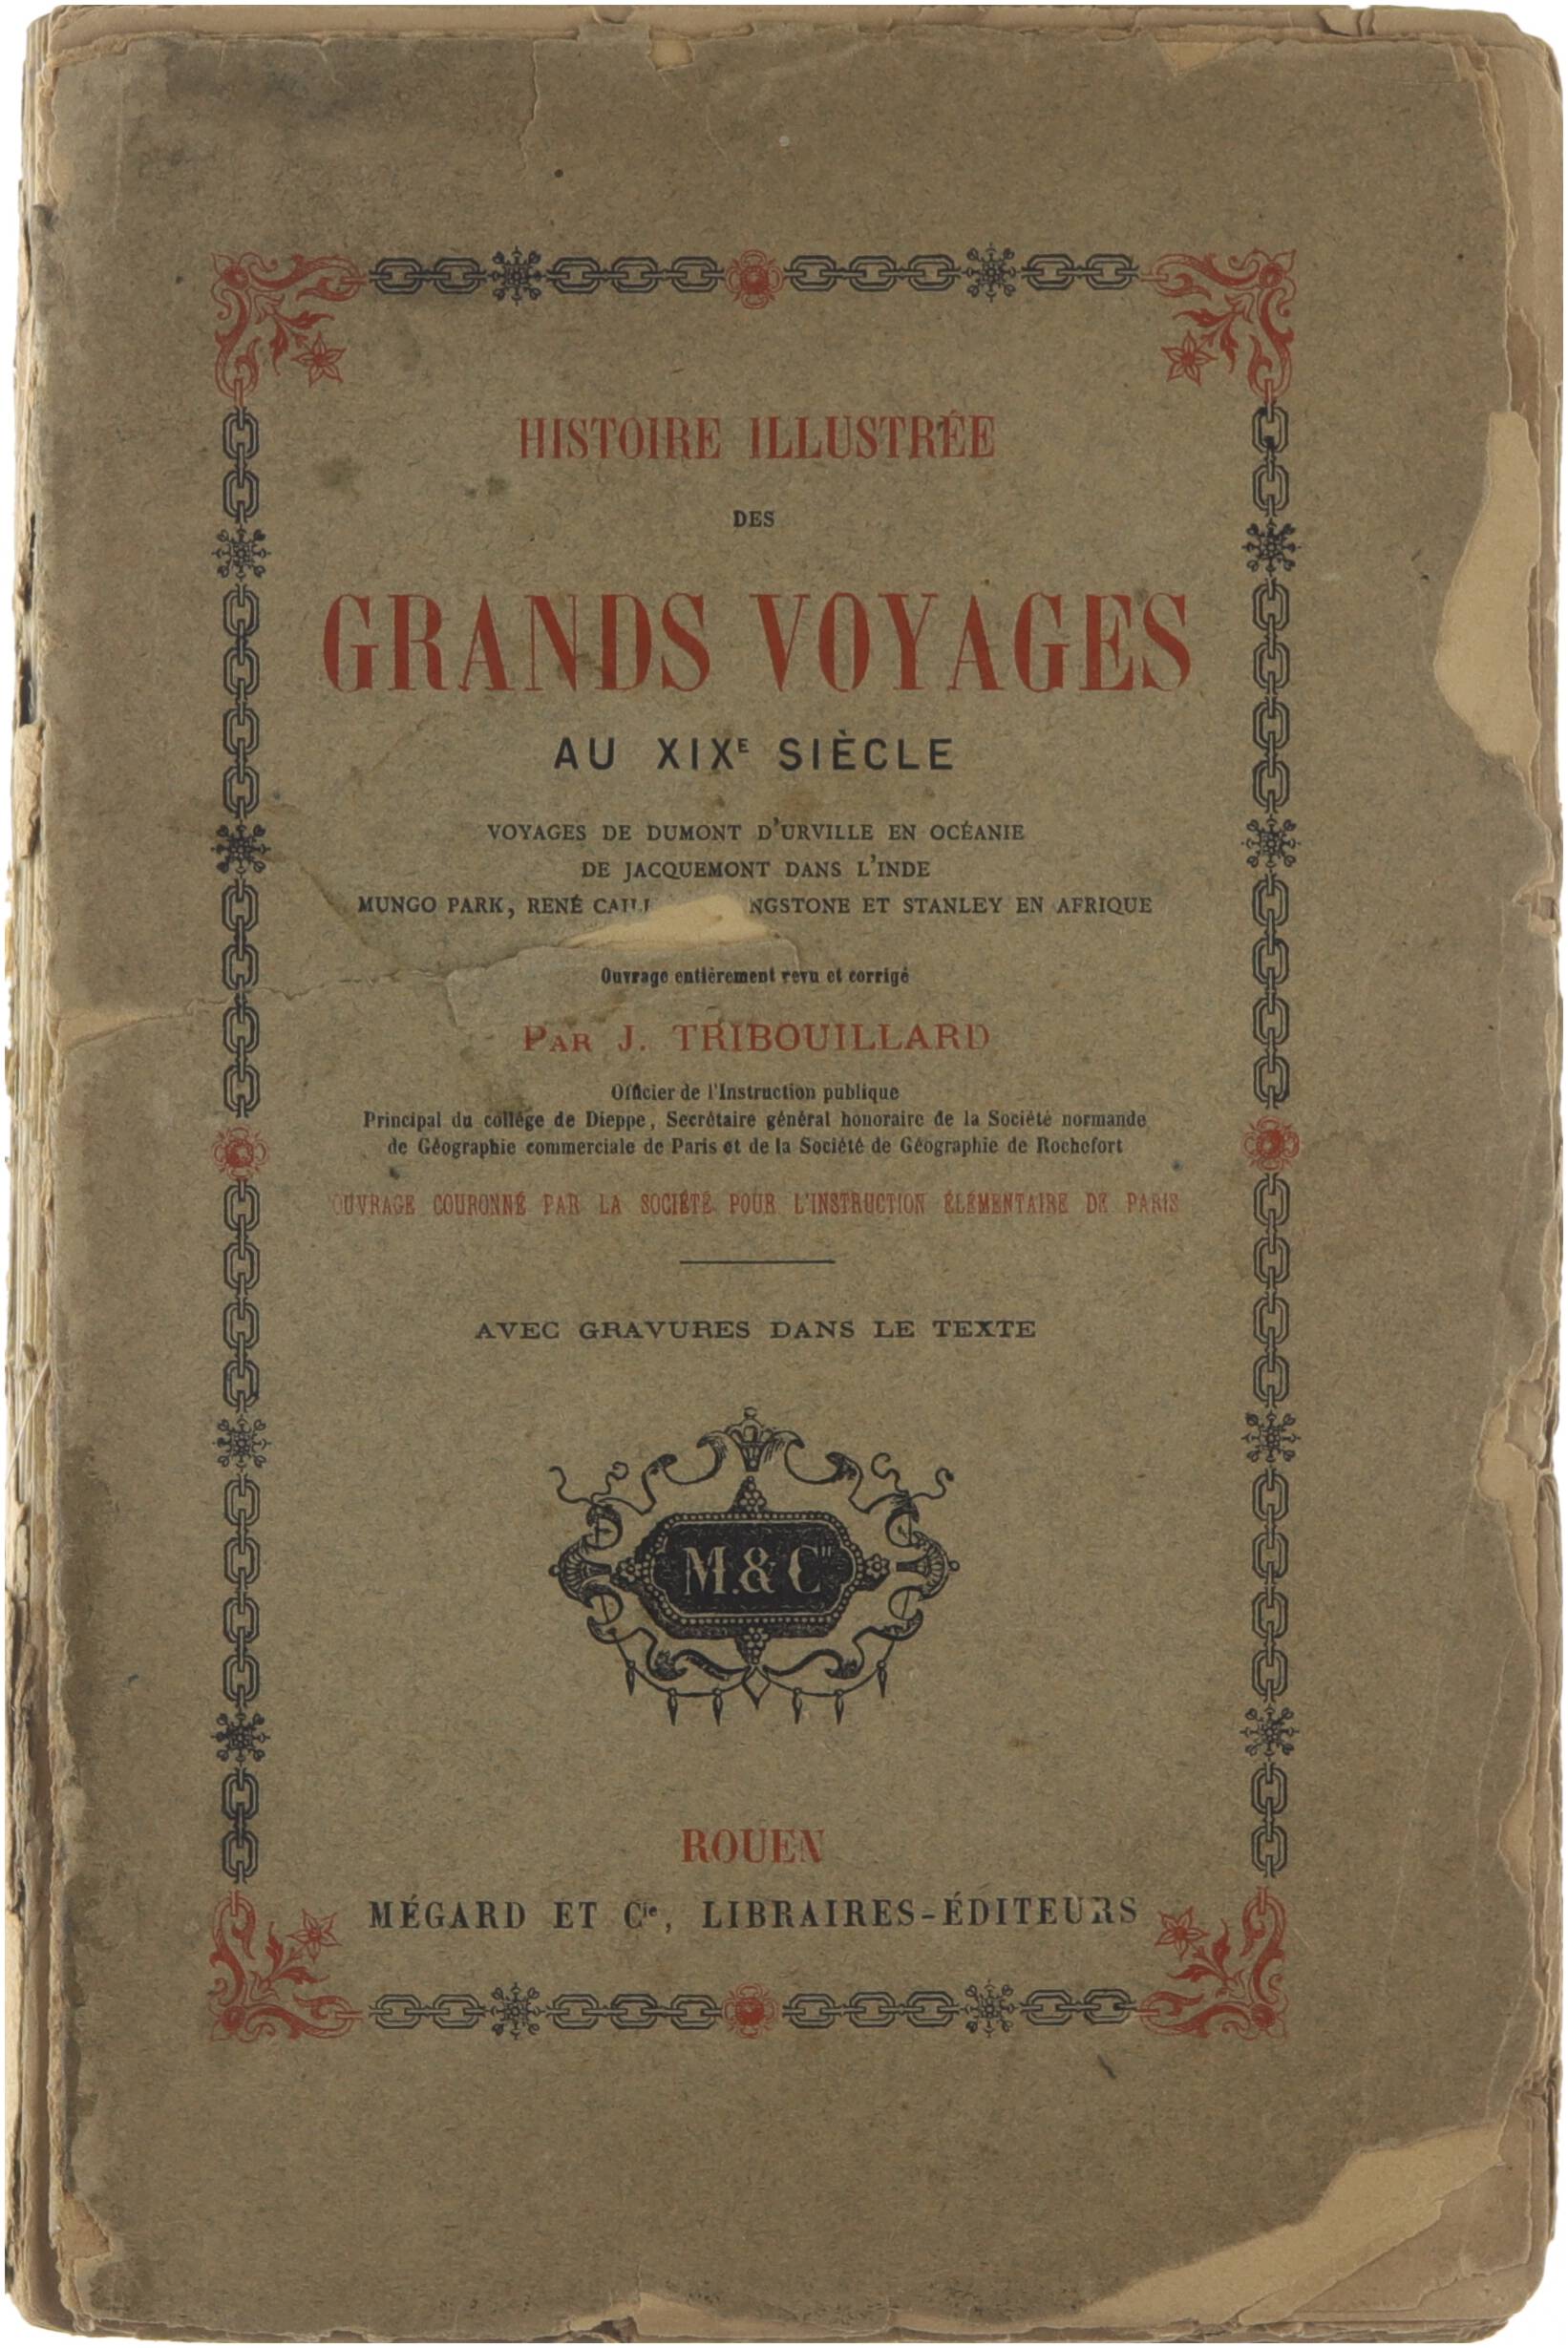 HISTOIRE ILLUSTRÉE
DES
GRANDS VOYAGES
AU XIXE SIÈCLE
VOYAGES DE DUMONT D'URVILLE EN OCÉANIE
DE JACQUEMONT DANS L'INDE
MUNGO PARK, RENÉ ET STANLEY EN AFRIQUE
Ouvrage entièrement revu et corrigé
PAR J. TRIBOUILLARD
Officier de l'Instruction publique
Principal du collége de Dieppe, Secrétaire général honoraire de la Société normande
de Géographie commerciale de Paris et de la Société de Géographie de Rochefort
OUVRAGE COURONNÉ PAR LA SOCIÉTÉ POUR L'INSTRUCTION ÉLÉMENTAIRE DE PARIS
AVEC GRAVURES DANS LE TEXTE
M. & Cie
ROUEN
MÉGARD ET Cie, LIBRAIRES-ÉDITEURS